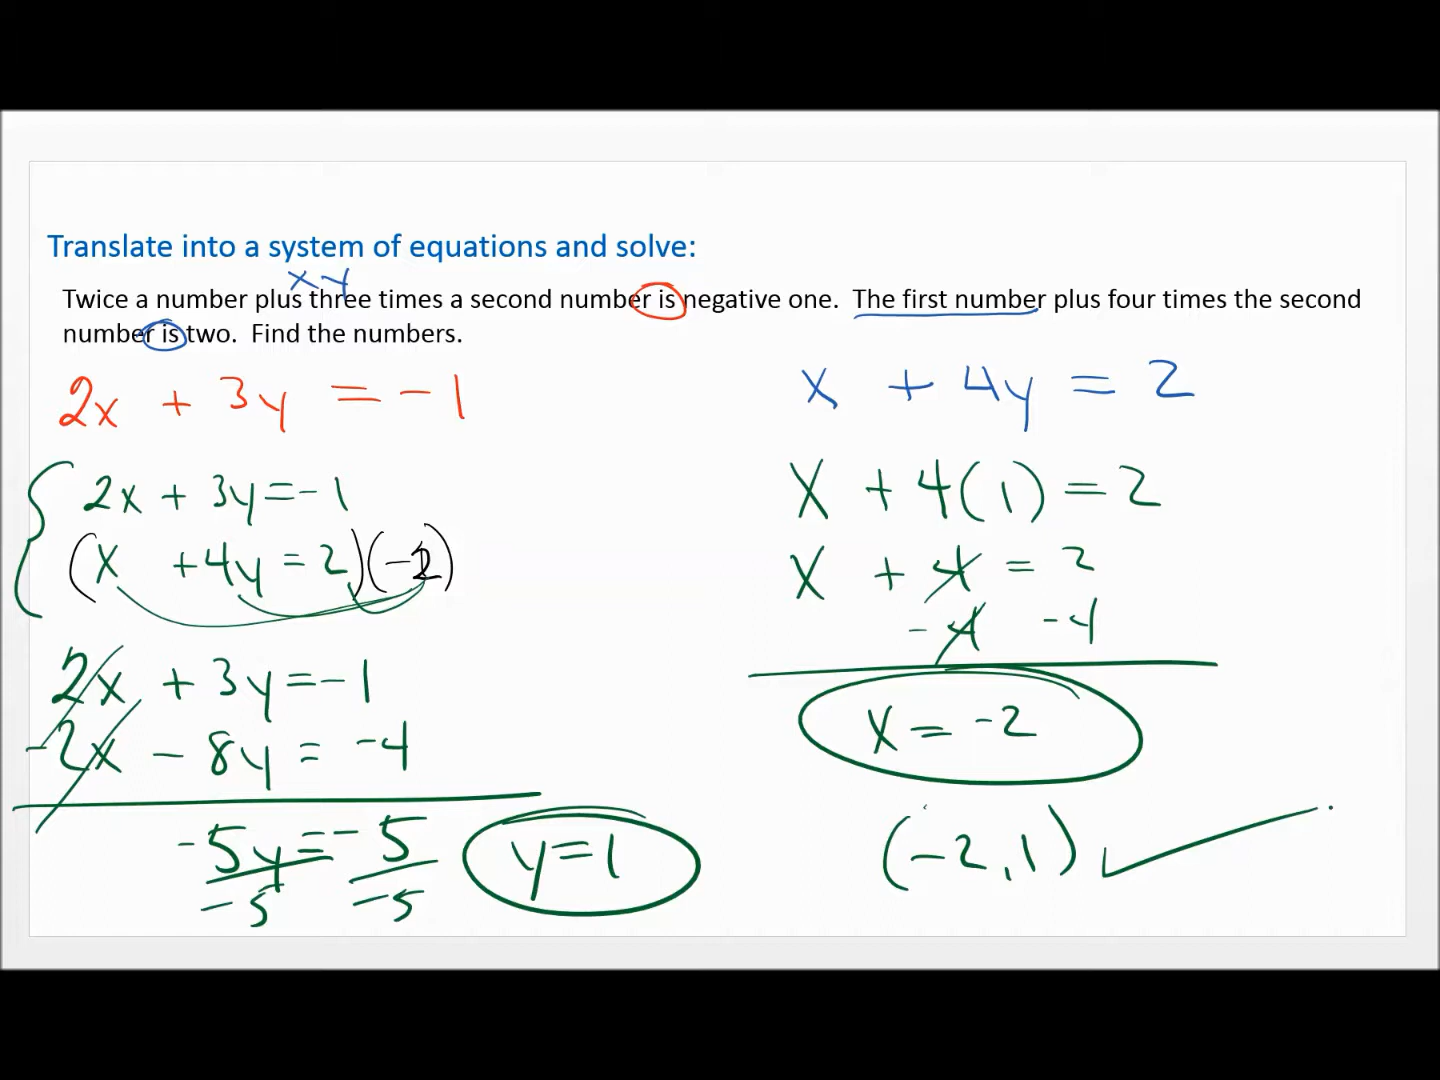 Translate into a system of equations and solve:
x y
Twice a number plus three times a second number is negative one. The first number plus four times the second
number is two. Find the numbers.
2x + 3y = -1
2x + 3y = -1
(x + 4y = 2)(-2)
2x + 3y = -1
-2x - 8y = -4
-5y = -5
-5 -5
y = 1
x + 4y = 2
x + 4(1) = 2
x + 4 = 2
-4 -4
x = -2
(-2, 1)